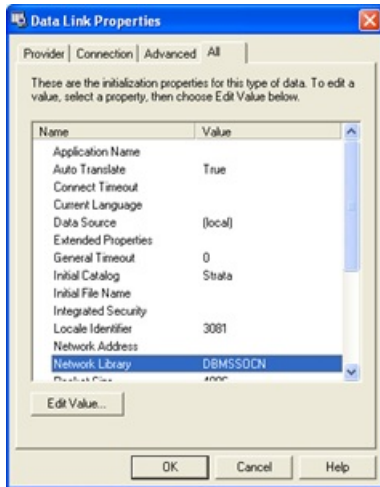 Data Link Properties
Provider Connection Advanced All
These are the initialization properties for this type of data. To edit a
value, select a property, then choose Edit Value below.
Name Value
Application Name
Auto Translate True
Connect Timeout
Current Language
Data Source (local)
Extended Properties
General Timeout 0
Initial Catalog Strata
Initial File Name
Integrated Security
Locale Identifier 3081
Network Address
Network Library DBMSSOCN
Packet Size 4096
Edit Value...
OK Cancel Help